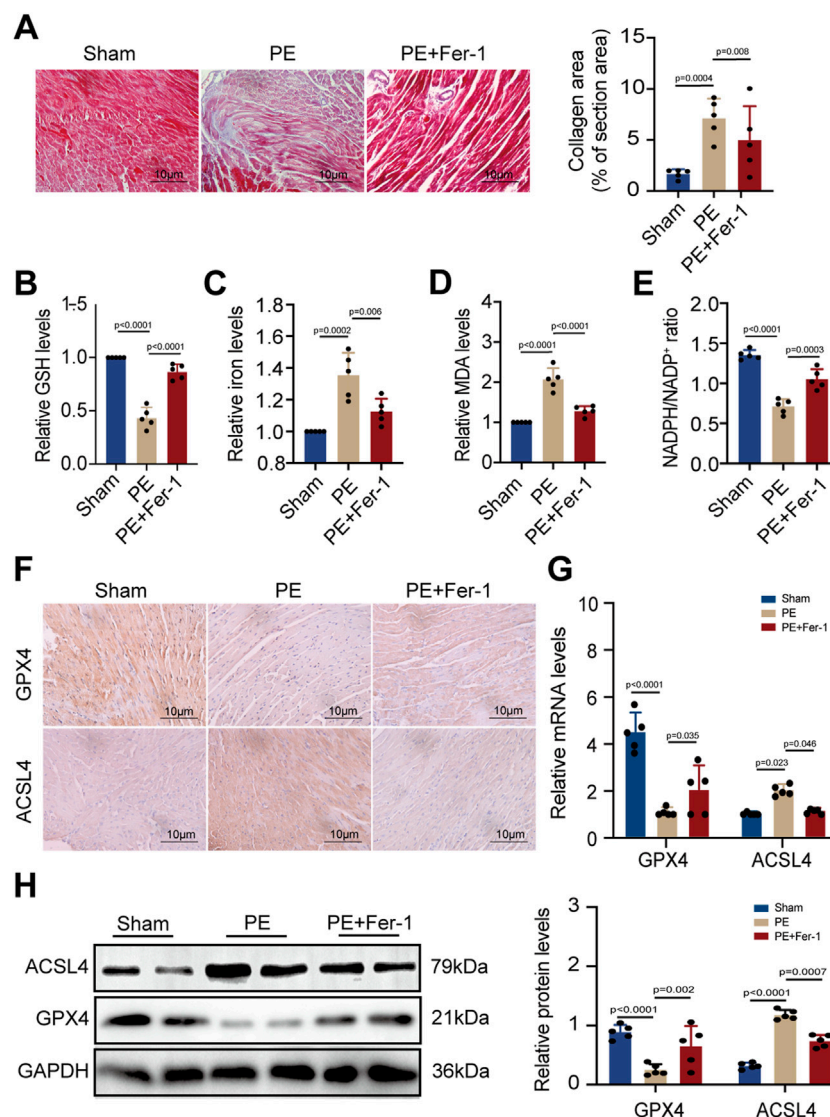 A
Sham PE PE+Fer-1
10μm 10μm 10μm
Collagen area
(% of section area)
15
10
5
0
p=0.0004
p=0.008
Sham
PE
PE+Fer-1
B
Relative GSH levels
1-5
1.0
0.5
0.0
p<0.0001
p<0.0001
Sham
PE
PE+Fer-1
C
Relative iron levels
1.8
1.6
1.4
1.2
1.0
0.8
p=0.0002
p=0.006
Sham
PE
PE+Fer-1
D
Relative MDA levels
4
3
2
1
0
p<0.0001
p<0.0001
Sham
PE
PE+Fer-1
E
NADPH/NADP⁺ ratio
2.0
1.5
1.0
0.5
0.0
p<0.0001
p=0.0003
Sham
PE
PE+Fer-1
F
Sham PE PE+Fer-1
GPX4
10μm 10μm 10μm
ACSL4
10μm 10μm 10μm
G
Sham
PE
PE+Fer-1
Relative mRNA levels
10
8
6
4
2
0
p<0.0001
p=0.035
p=0.023
p=0.046
GPX4 ACSL4
H
Sham PE PE+Fer-1
ACSL4 79kDa
GPX4 21kDa
GAPDH 36kDa
Sham
PE
PE+Fer-1
Relative protein levels
3
2
1
0
p<0.0001
p=0.002
p<0.0001
p=0.0007
GPX4 ACSL4